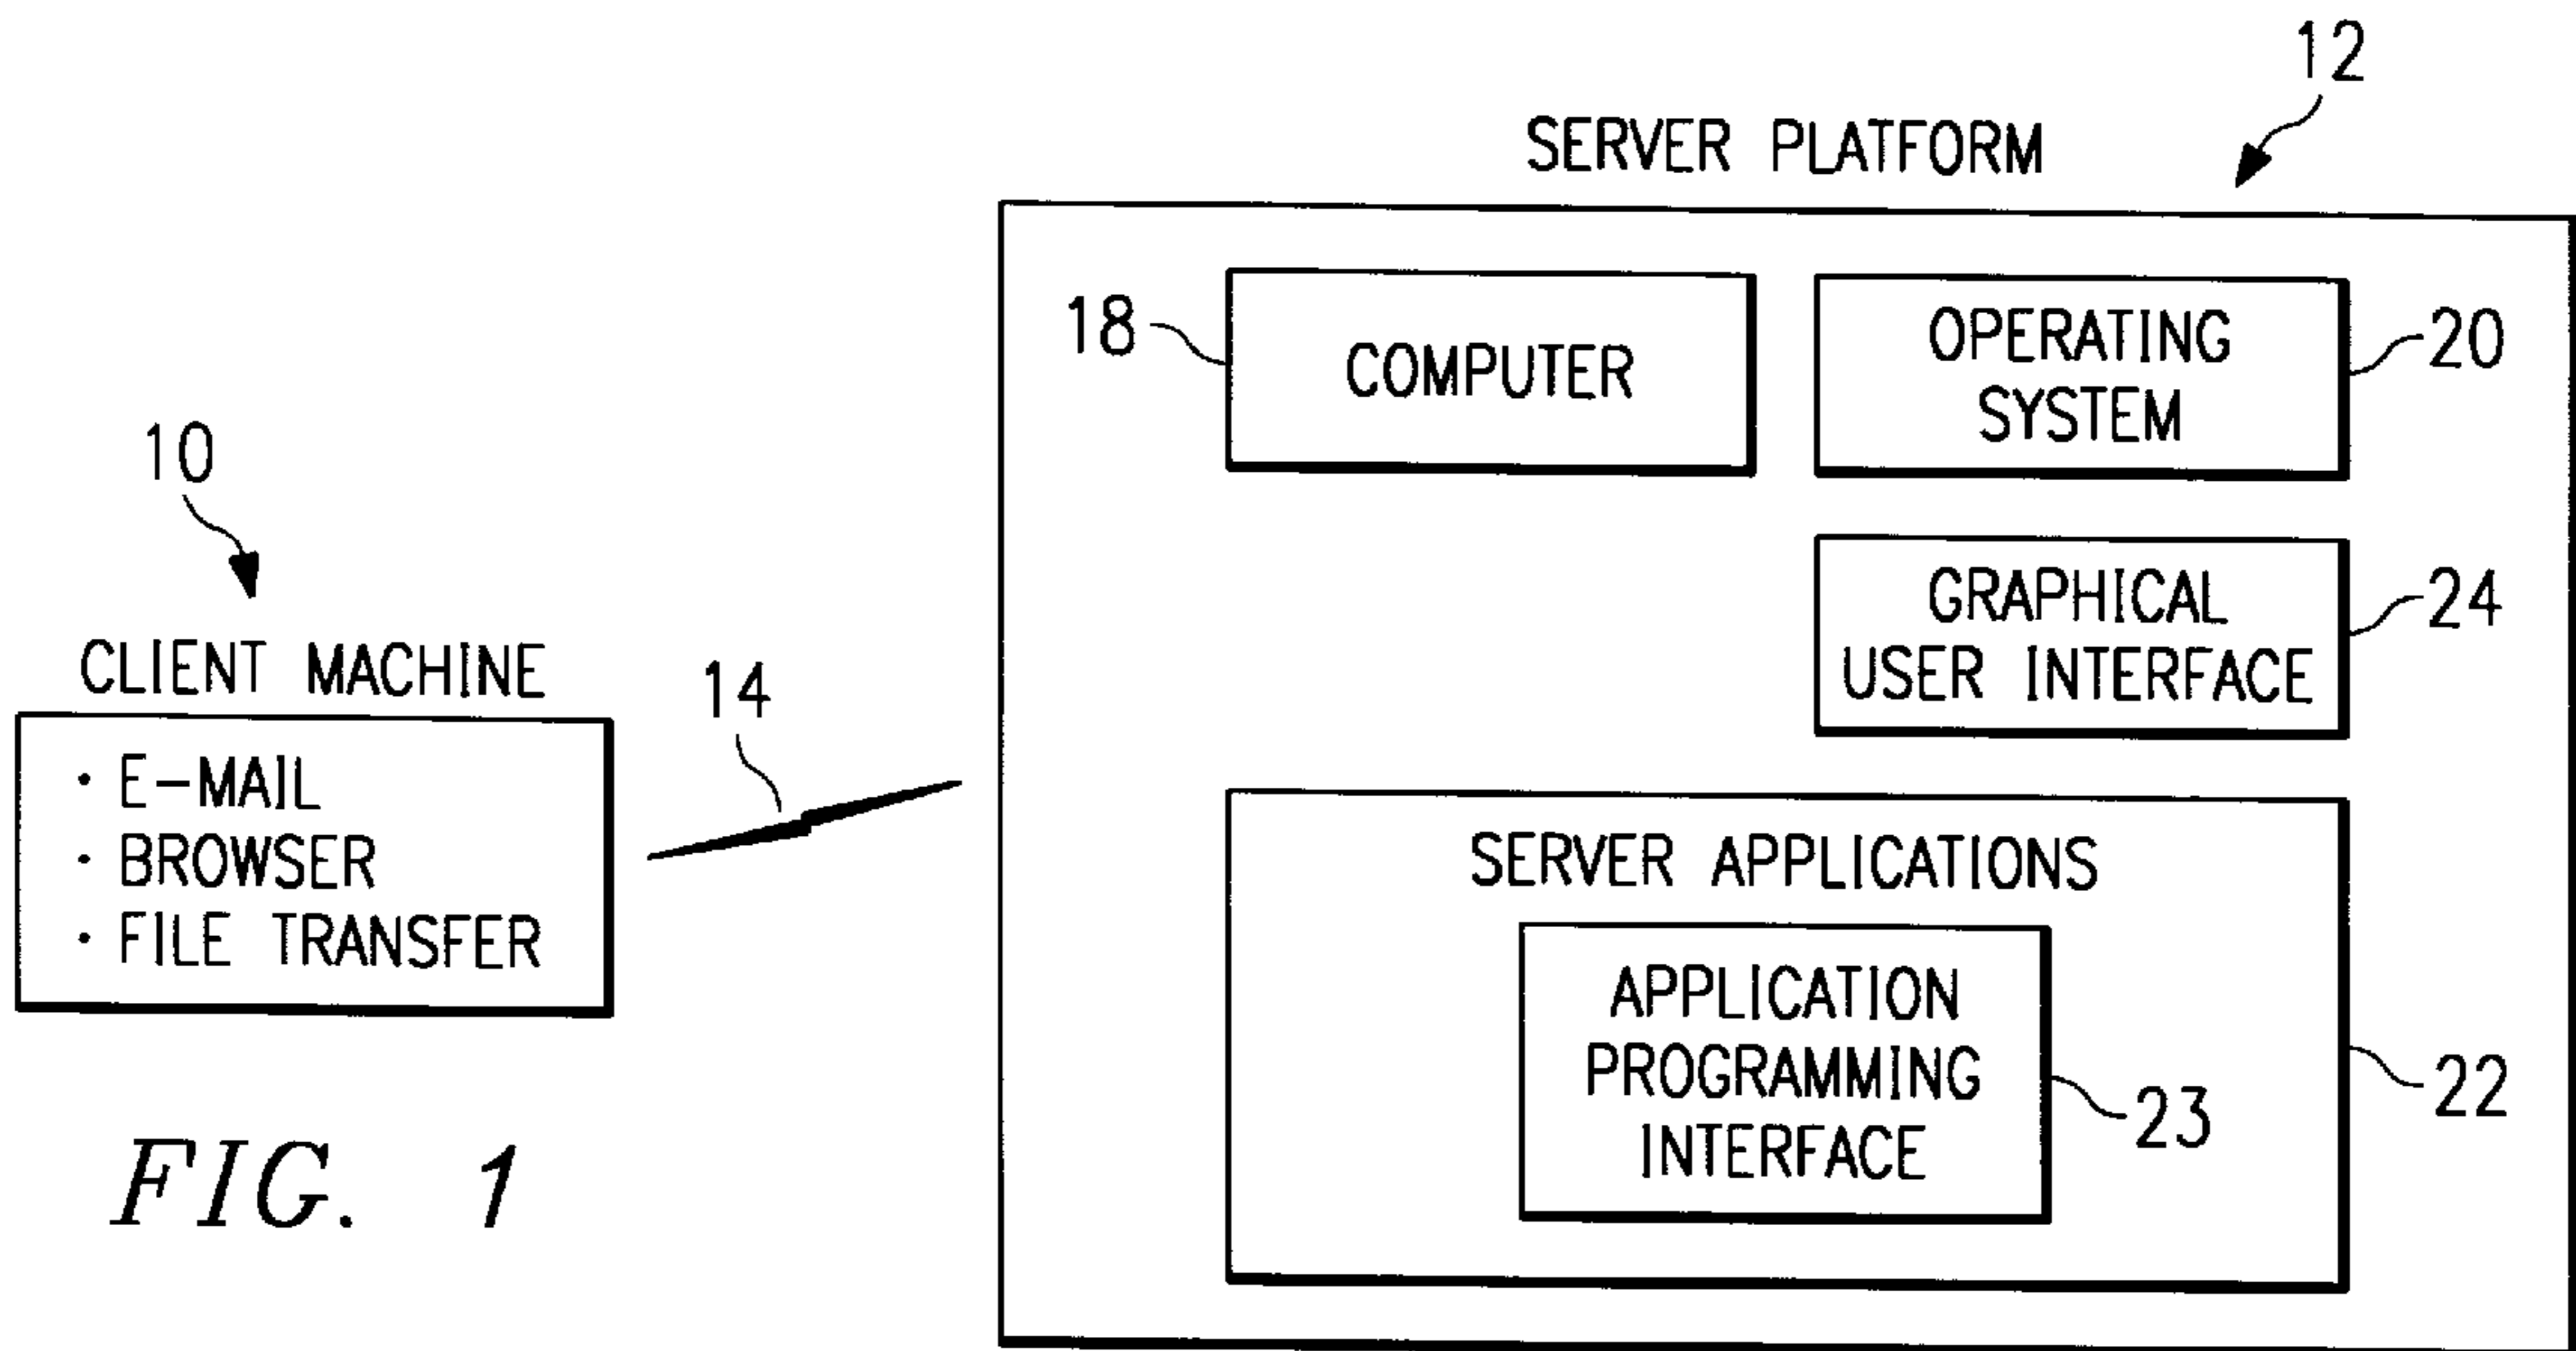 12
SERVER PLATFORM
18
COMPUTER
OPERATING
SYSTEM
20
10
GRAPHICAL
USER INTERFACE
24
CLIENT MACHINE
· E-MAIL
· BROWSER
· FILE TRANSFER
14
SERVER APPLICATIONS
APPLICATION
PROGRAMMING
INTERFACE
23
22
FIG. 1